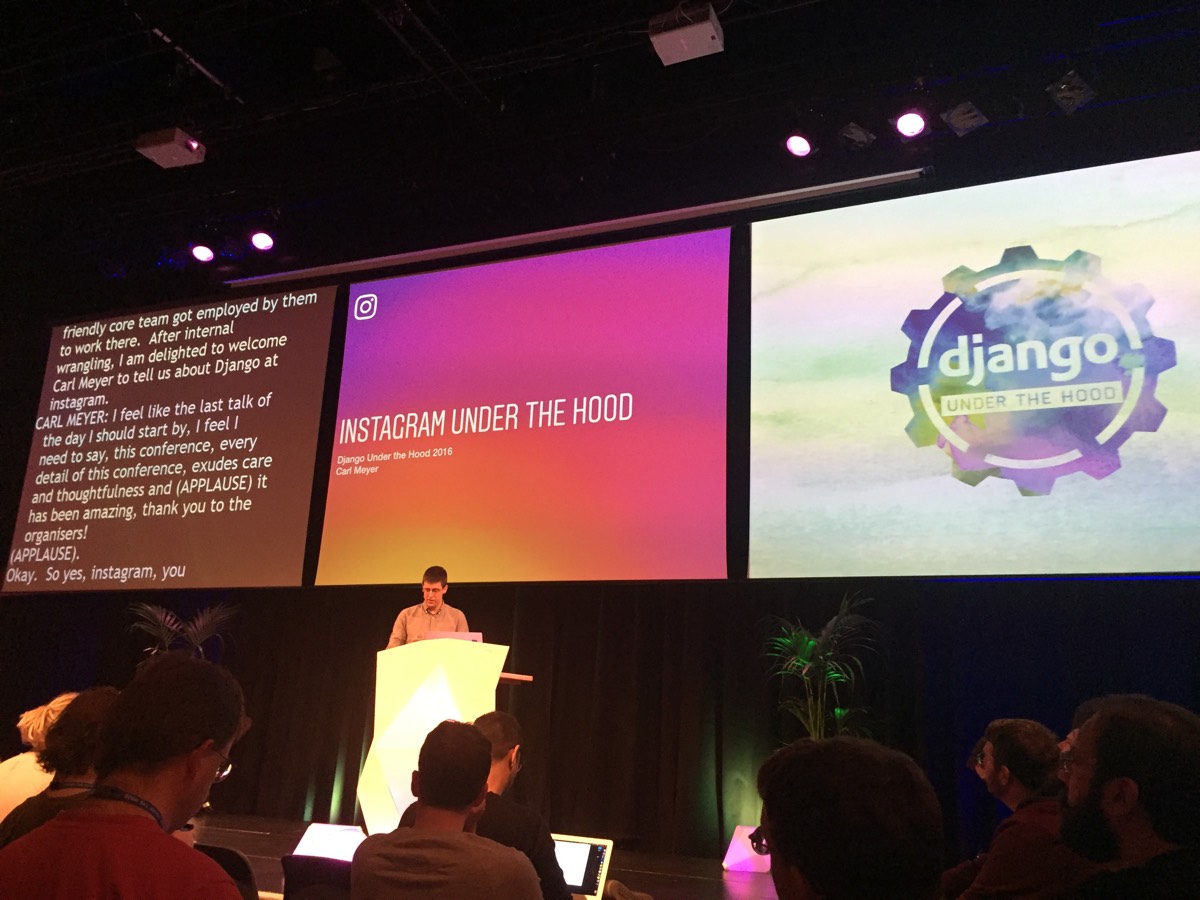 friendly core team got employed by them
to work there. After internal
wrangling, I am delighted to welcome
Carl Meyer to tell us about Django at
instagram.
CARL MEYER: I feel like the last talk of
the day I should start by, I feel I
need to say, this conference, every
detail of this conference, exudes care
and thoughtfulness and (APPLAUSE) it
has been amazing, thank you to the
organisers!
(APPLAUSE).
Okay. So yes, instagram, you
INSTAGRAM UNDER THE HOOD
Django Under the Hood 2016
Carl Meyer
django
UNDER THE HOOD